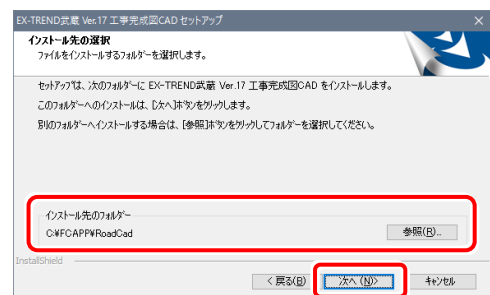 EX-TREND武蔵 Ver.17 工事完成図CAD セットアップ
インストール先の選択
ファイルをインストールするフォルダーを選択します。
セットアップは、次のフォルダーに EX-TREND武蔵 Ver.17 工事完成図CAD をインストールします。
このフォルダーへのインストールは、[次へ]ボタンをクリックします。
別のフォルダーへインストールする場合は、[参照]ボタンをクリックしてフォルダーを選択してください。
インストール先のフォルダー
C:¥FCAPP¥RoadCad
参照(R)...
InstallShield
< 戻る(B)
次へ (N)>
キャンセル